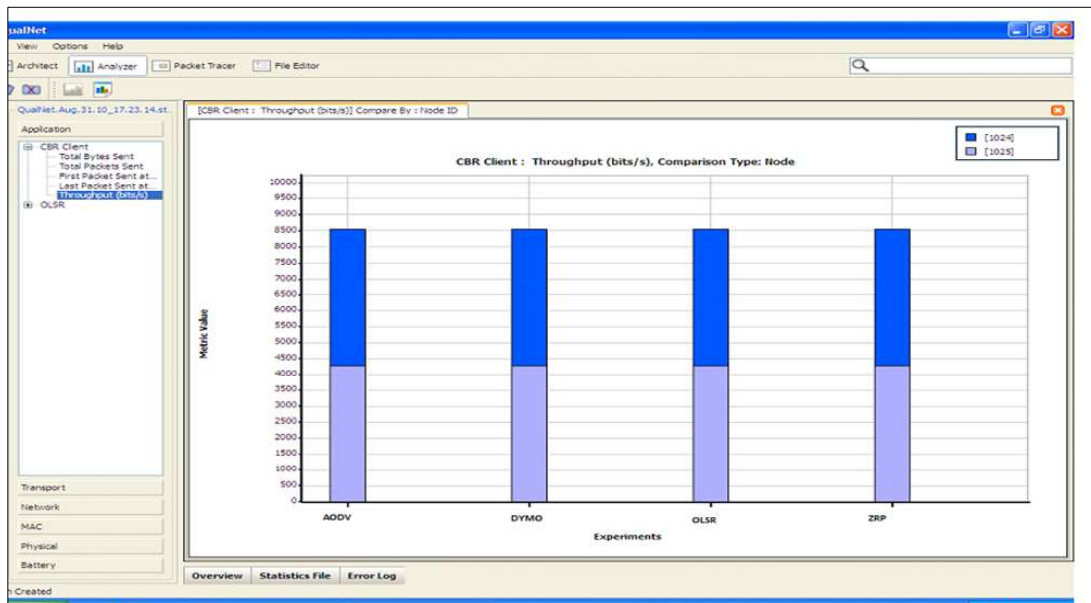 ualNet
View Options Help
Architect Analyzer Packet Tracer File Editor
QualNet.Aug.31.10_17.23.14.st..
[CBR Client : Throughput (bits/s)] Compare By : Node ID
Application
CBR Client
Total Bytes Sent
Total Packets Sent
First Packet Sent at...
Last Packet Sent at...
Throughput (bits/s)
OLSR
[1024]
[1025]
CBR Client : Throughput (bits/s), Comparison Type: Node
10000
9500
9000
8500
8000
7500
7000
6500
6000
5500
5000
4500
4000
3500
3000
2500
2000
1500
1000
500
0
Metric Value
AODV DYMO OLSR ZRP
Experiments
Transport
Network
MAC
Physical
Battery
Overview Statistics File Error Log
n Created